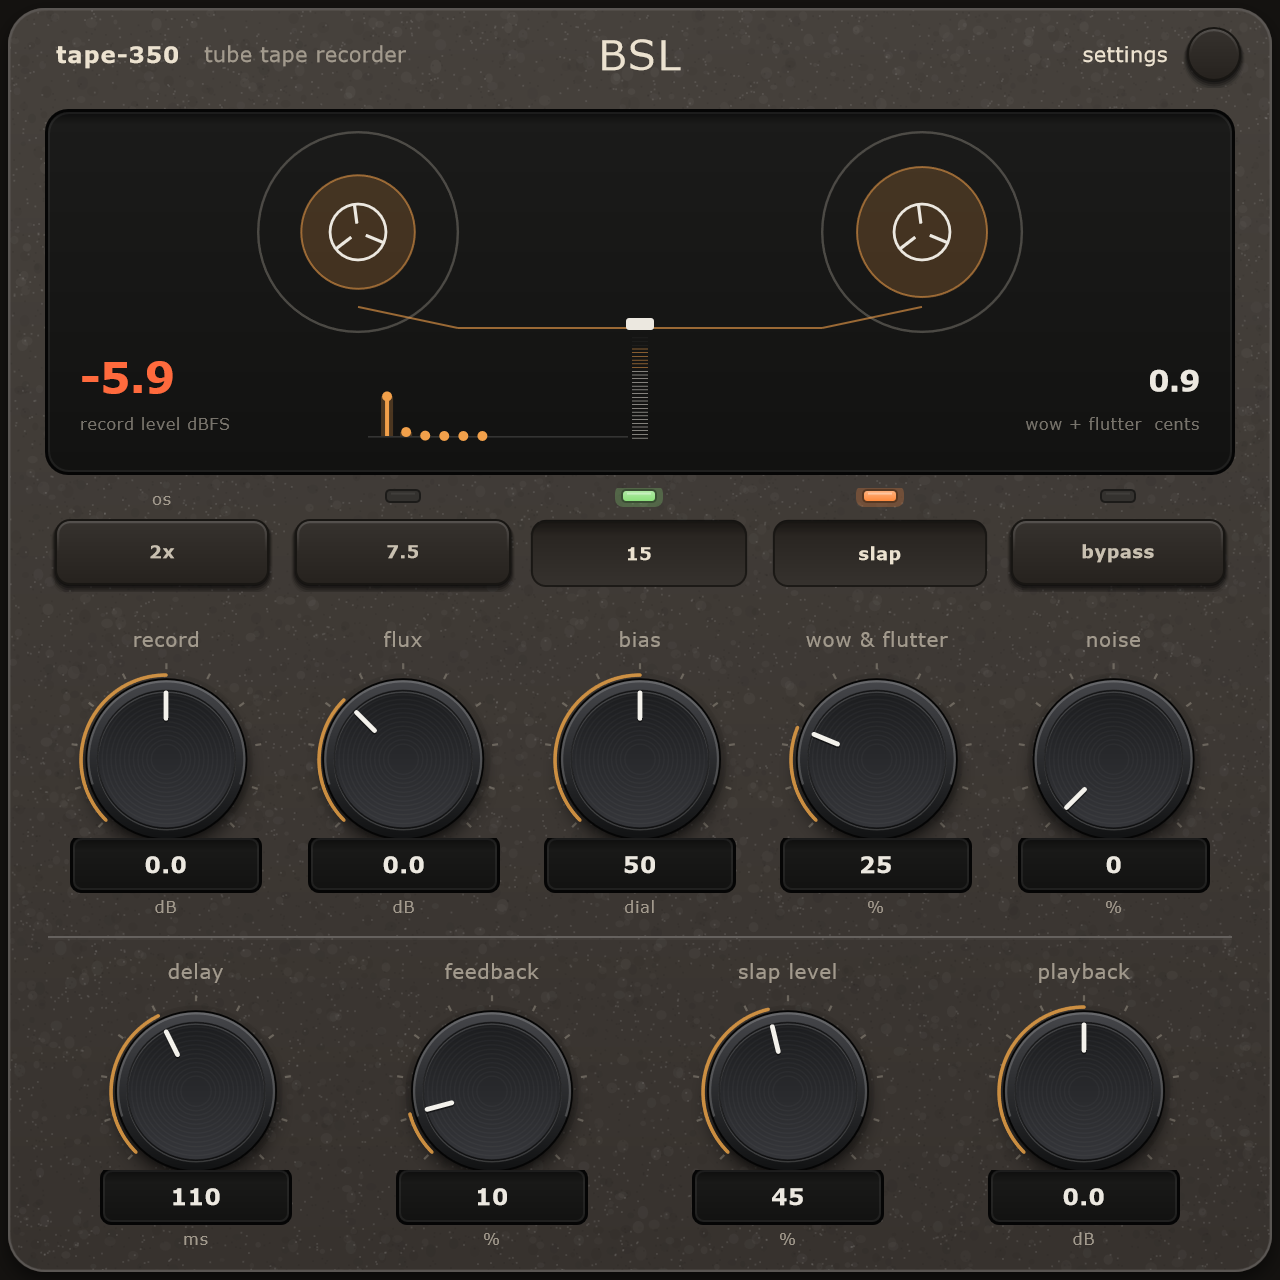 tape-350 tube tape recorder
BSL
settings
-5.9
record level dBFS
0.9
wow + flutter cents
os
2x
7.5
15
slap
bypass
record
flux
bias
wow & flutter
noise
0.0
0.0
50
25
0
dB
dB
dial
%
%
delay
feedback
slap level
playback
110
10
45
0.0
ms
%
%
dB